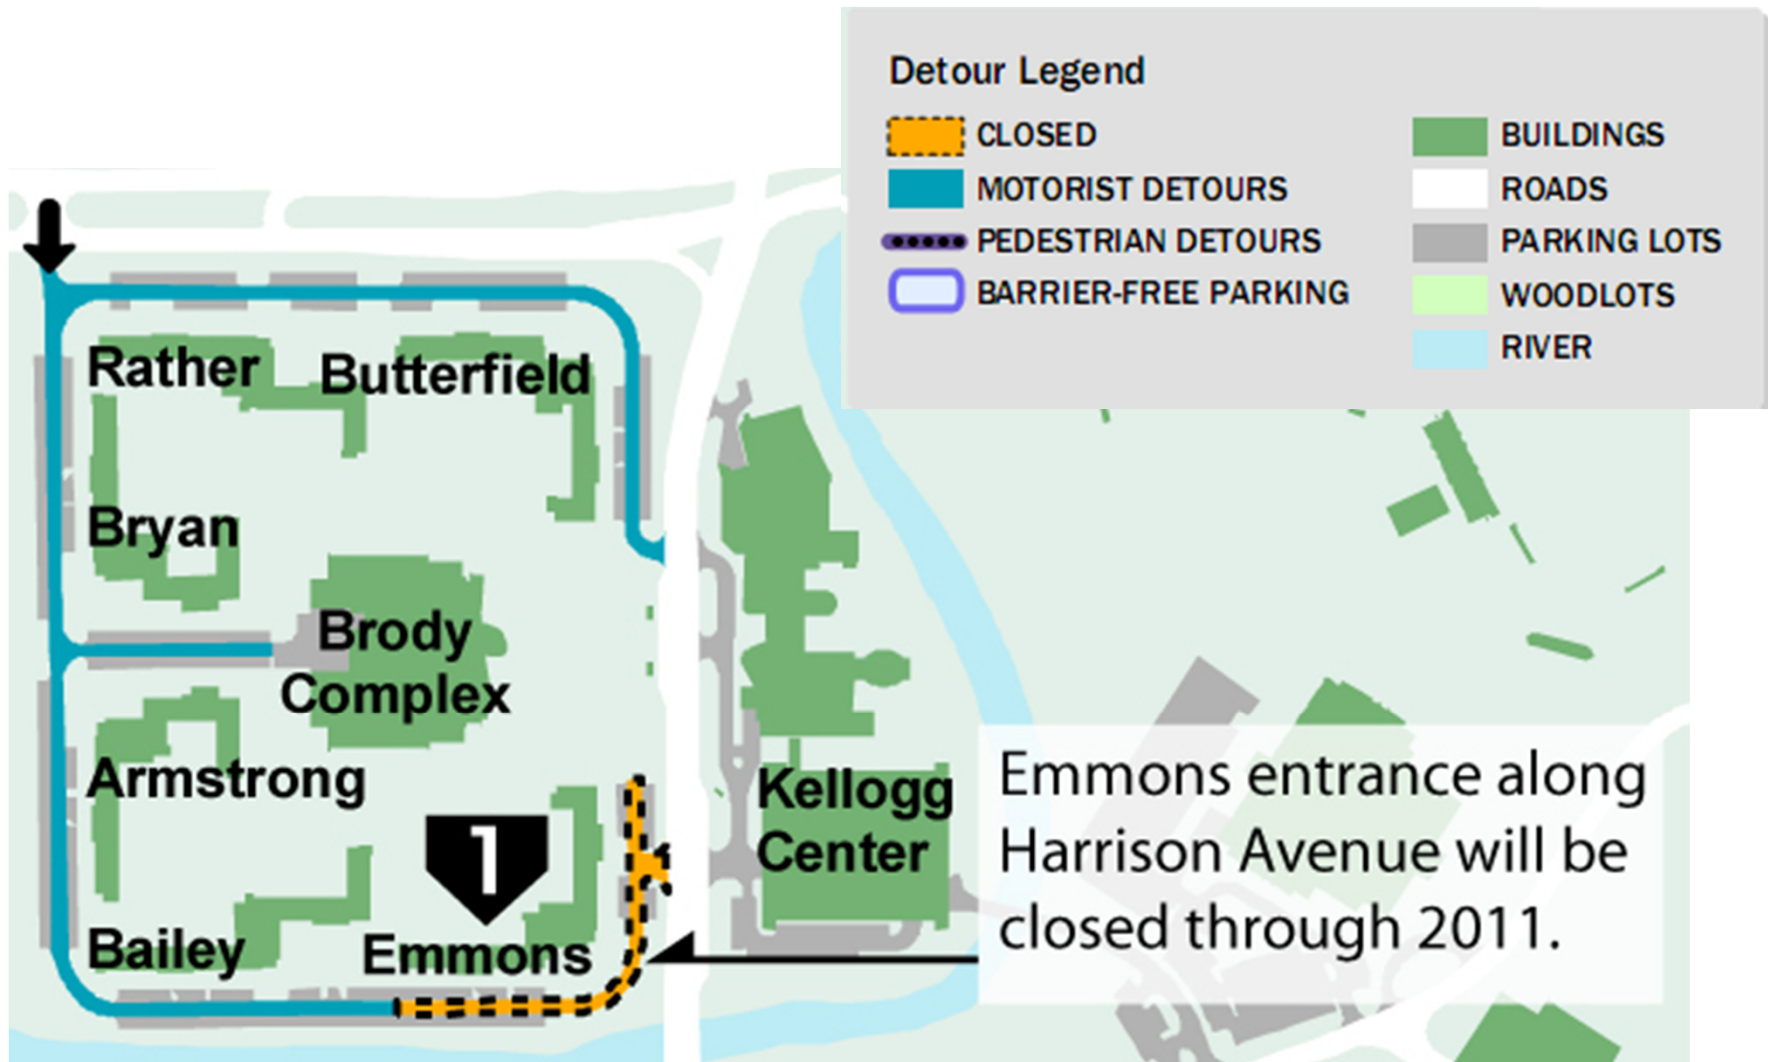 Detour Legend
CLOSED
MOTORIST DETOURS
PEDESTRIAN DETOURS
BARRIER-FREE PARKING
BUILDINGS
ROADS
PARKING LOTS
WOODLOTS
RIVER
Rather
Butterfield
Bryan
Brody
Complex
Armstrong
1
Bailey
Emmons
Kellogg
Center
Emmons entrance along
Harrison Avenue will be
closed through 2011.